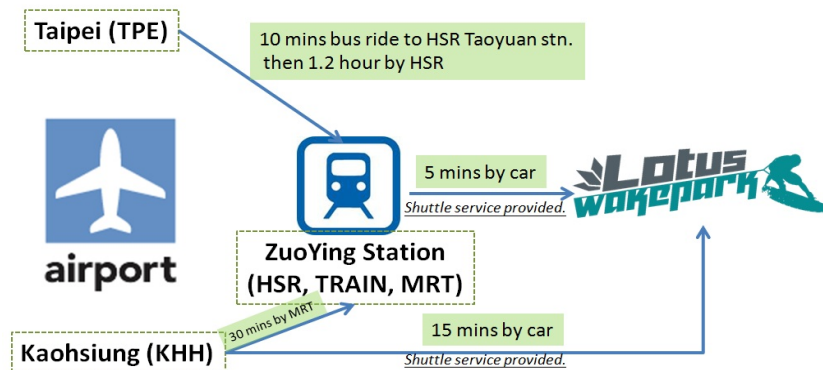 Taipei (TPE)
10 mins bus ride to HSR Taoyuan stn.
then 1.2 hour by HSR
airport
5 mins by car
Shuttle service provided.
Lotus
wakepark
ZuoYing Station
(HSR, TRAIN, MRT)
30 mins by MRT
15 mins by car
Kaohsiung (KHH)
Shuttle service provided.